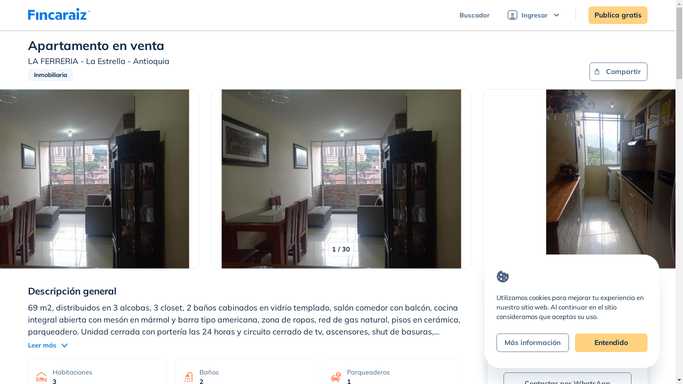 Fincaraiz
Buscador
Ingresar
Publica gratis
Apartamento en venta
LA FERRERIA - La Estrella - Antioquia
Inmobiliaria
Compartir
1 / 30
Descripción general
69 m2, distribuidos en 3 alcobas, 3 closet, 2 baños cabinados en vidrio templado, salón comedor con balcón, cocina
integral abierta con mesón en mármol y barra tipo americana, zona de ropas, red de gas natural, pisos en cerámica,
parqueadero. Unidad cerrada con portería las 24 horas y circuito cerrado de tv, ascensores, shut de basuras,...
Leer más
Habitaciones
3
Baños
2
Parqueaderos
1
Utilizamos cookies para mejorar tu experiencia en
nuestro sitio web. Al continuar en el sitio
consideramos que aceptas su uso.
Más información
Entendido
Contactar por WhatsApp